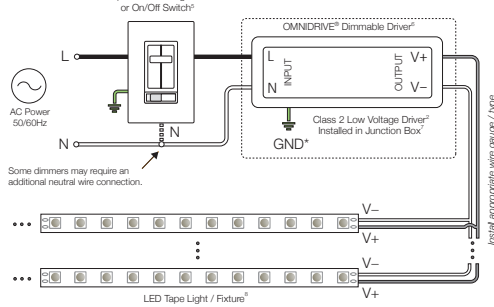 or On/Off Switch⁵
OMNIDRIVE® Dimmable Driver⁶
L
L
INPUT
OUTPUT
V+
N
V–
AC Power
50/60Hz
N
N
GND*
Class 2 Low Voltage Driver²
Installed in Junction Box⁷
Some dimmers may require an
additional neutral wire connection.
Install appropriate wire gauge / type
V–
V+
V–
V+
LED Tape Light / Fixture⁸